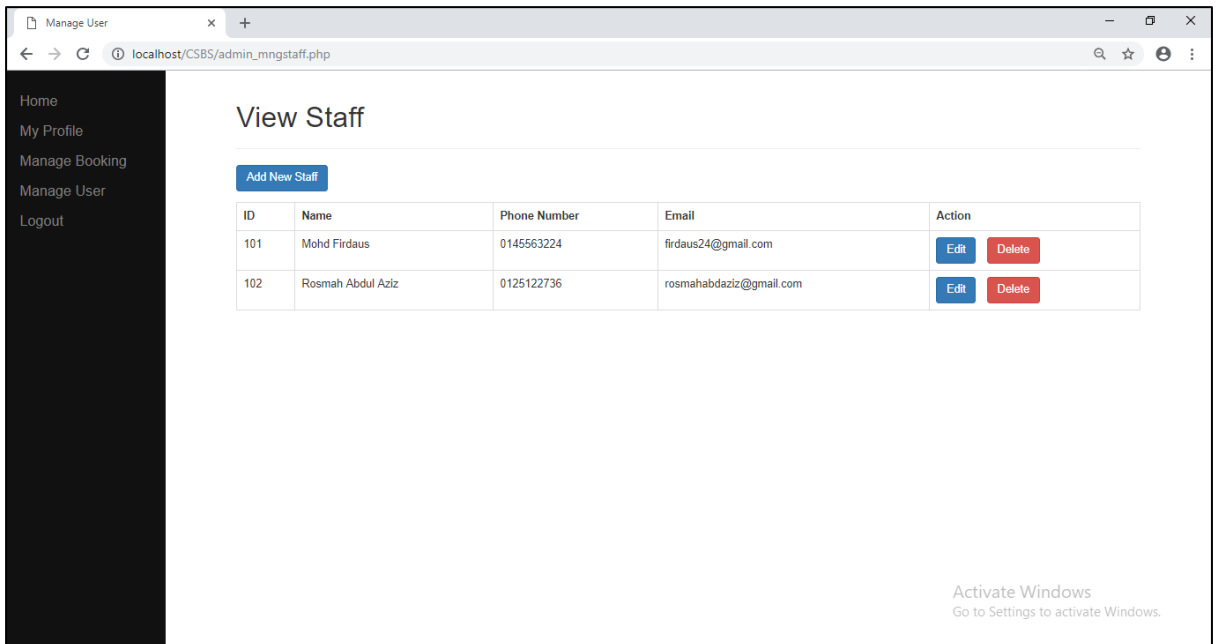 Manage User
localhost/CSBS/admin_mngstaff.php
Home
My Profile
Manage Booking
Manage User
Logout
View Staff
Add New Staff
ID Name Phone Number Email Action
101 Mohd Firdaus 0145563224 firdaus24@gmail.com Edit Delete
102 Rosmah Abdul Aziz 0125122736 rosmahabdaziz@gmail.com Edit Delete
Activate Windows
Go to Settings to activate Windows.